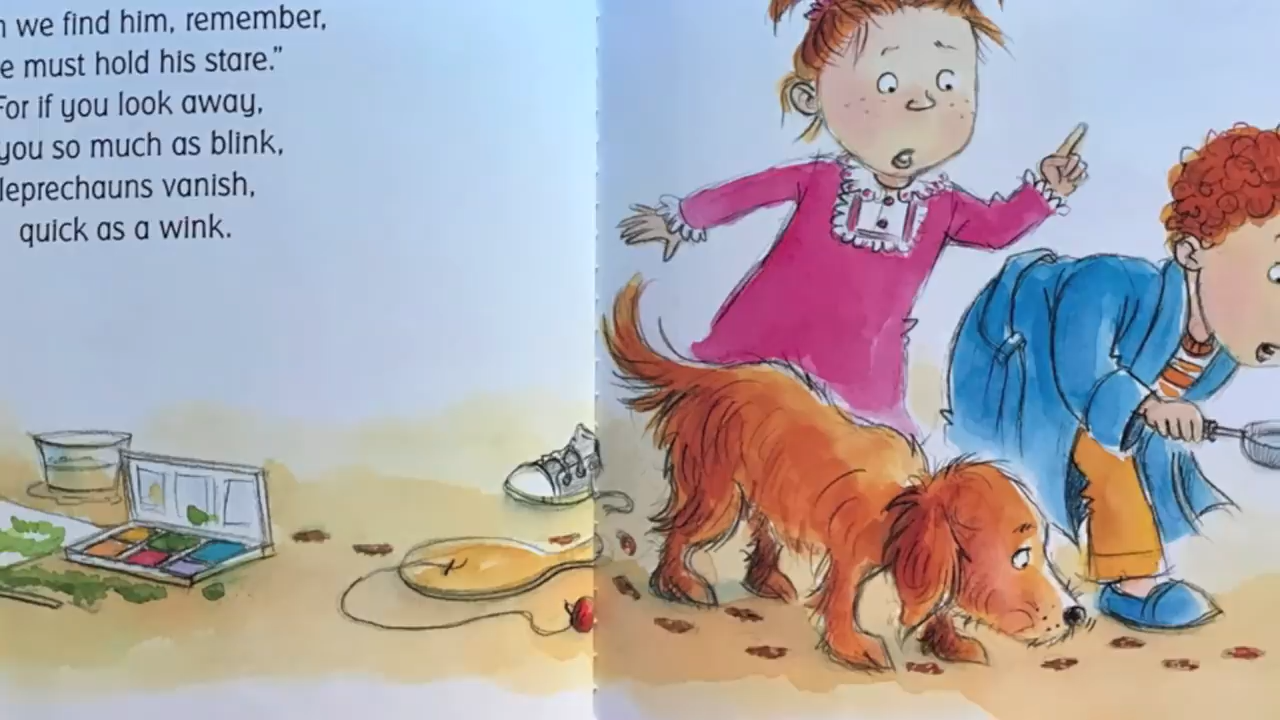 we find him, remember,
must hold his stare."
For if you look away,
you so much as blink,
leprechauns vanish,
quick as a wink.